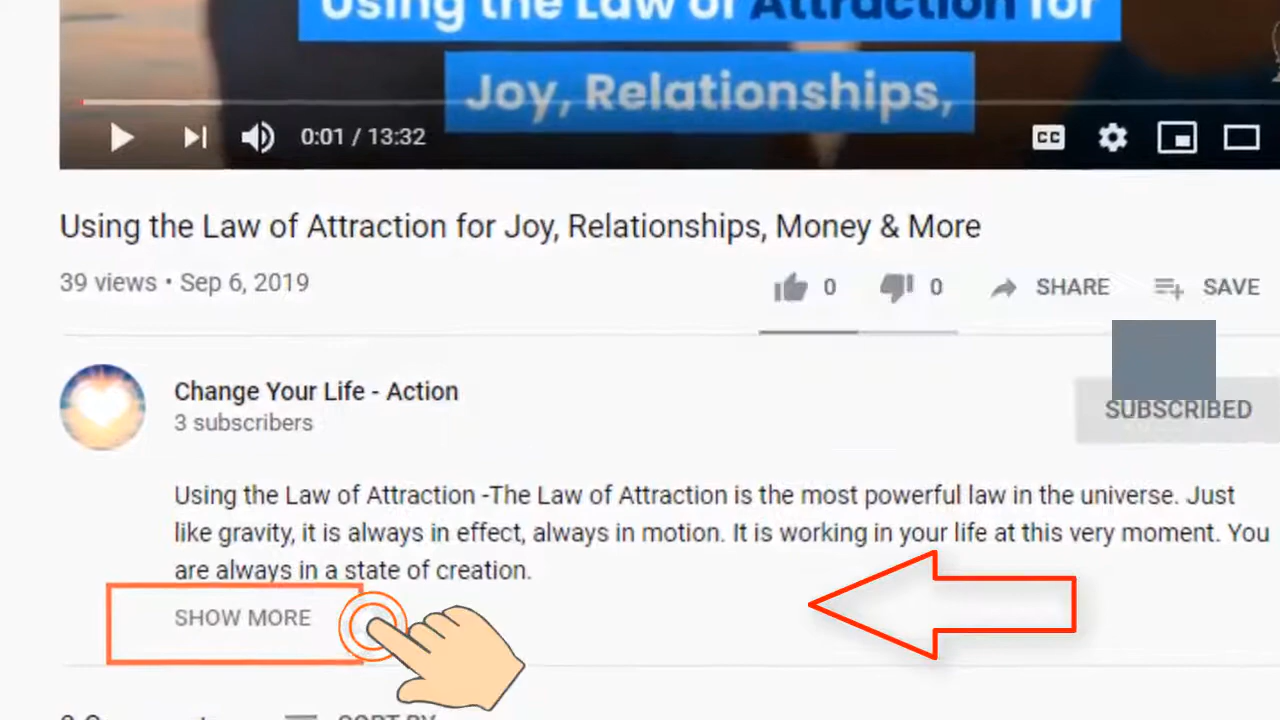 Using the Law of Attraction for
Joy, Relationships,
0:01 / 13:32
CC
Using the Law of Attraction for Joy, Relationships, Money & More
39 views • Sep 6, 2019
0
0
SHARE
SAVE
Change Your Life - Action
3 subscribers
SUBSCRIBED
Using the Law of Attraction -The Law of Attraction is the most powerful law in the universe. Just
like gravity, it is always in effect, always in motion. It is working in your life at this very moment. You
are always in a state of creation.
SHOW MORE
SORT BY